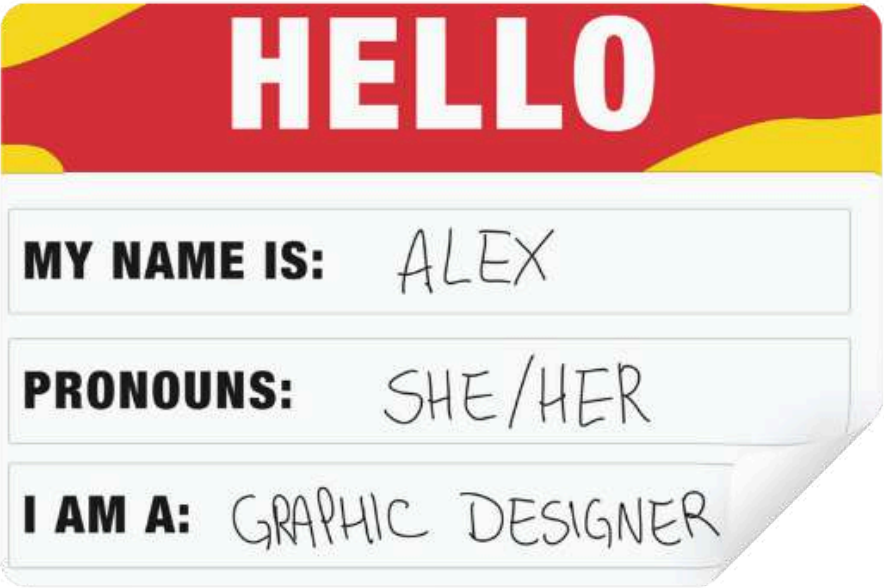 HELLO
MY NAME IS: ALEX
PRONOUNS: SHE/HER
I AM A: GRAPHIC DESIGNER